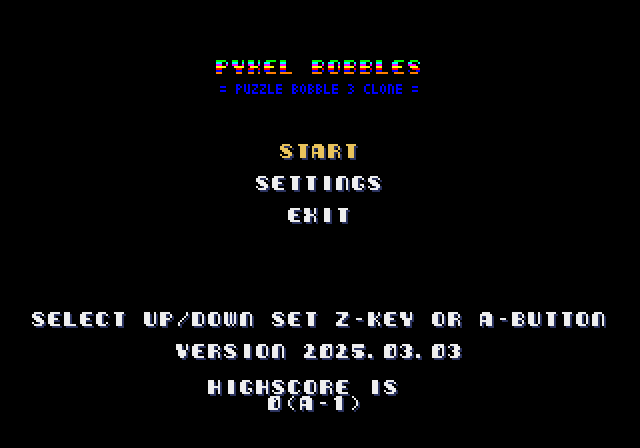 PYXEL BOBBLES
= PUZZLE BOBBLE 3 CLONE =
START
SETTINGS
EXIT
SELECT UP/DOWN SET Z-KEY OR A-BUTTON
VERSION 2025.03.03
HIGHSCORE IS
0(A-1)